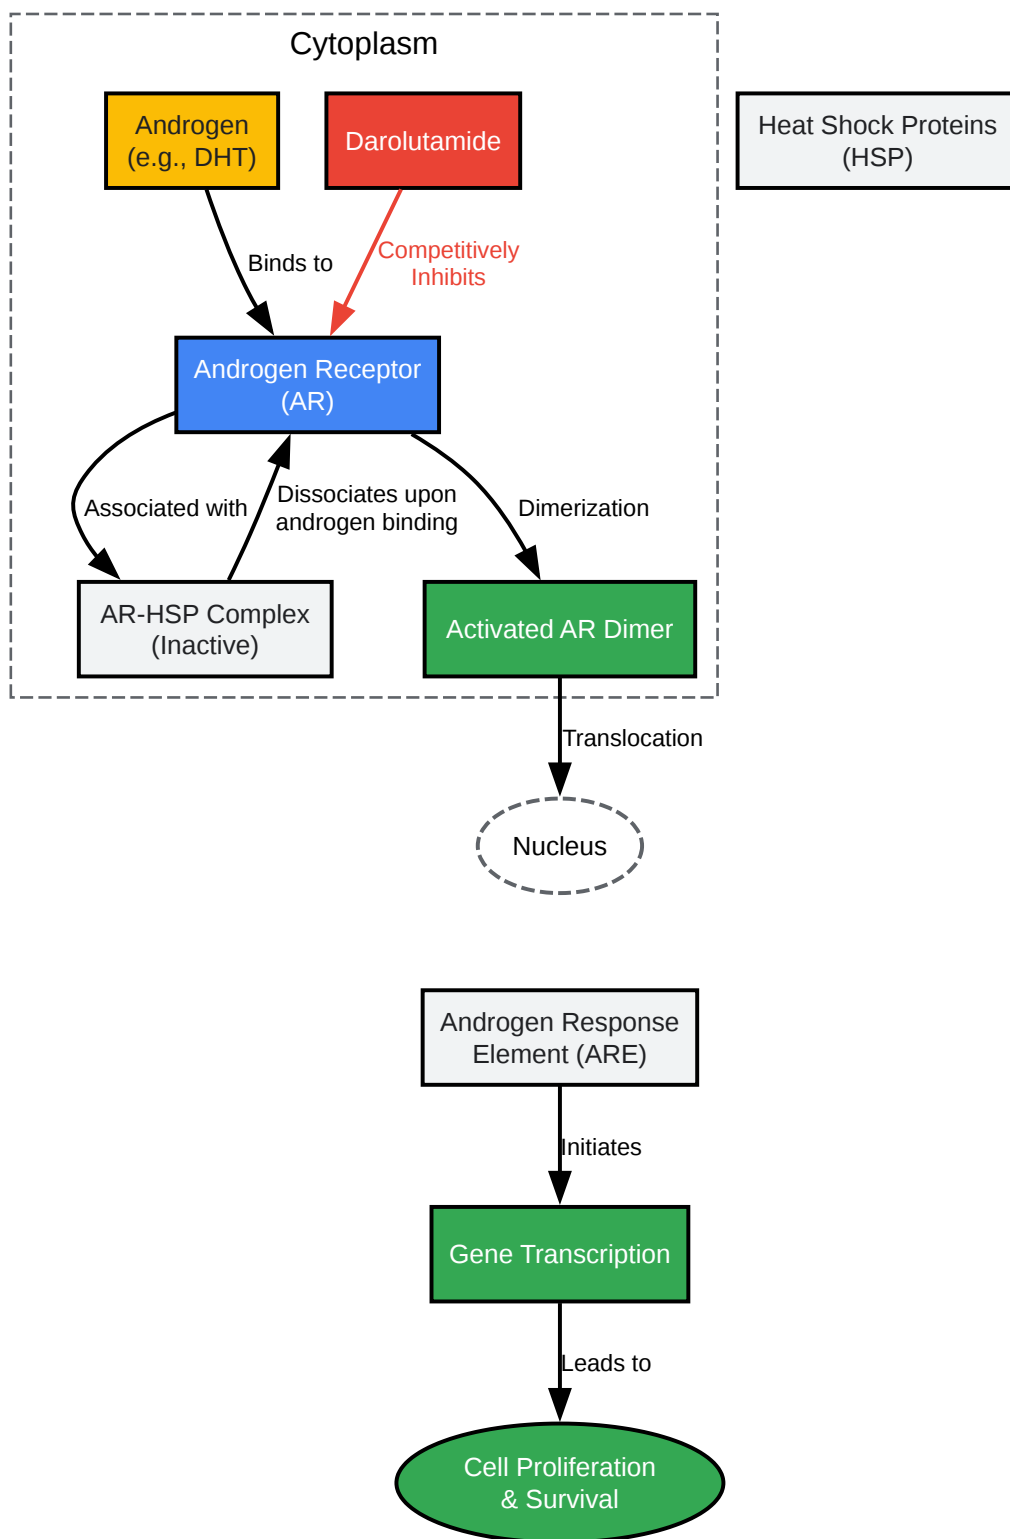 Cytoplasm
Androgen
(e.g., DHT)
Darolutamide
Heat Shock Proteins
(HSP)
Binds to
Competitively
Inhibits
Androgen Receptor
(AR)
Associated with
Dissociates upon
androgen binding
Dimerization
AR-HSP Complex
(Inactive)
Activated AR Dimer
Translocation
Nucleus
Androgen Response
Element (ARE)
Initiates
Gene Transcription
Leads to
Cell Proliferation
& Survival